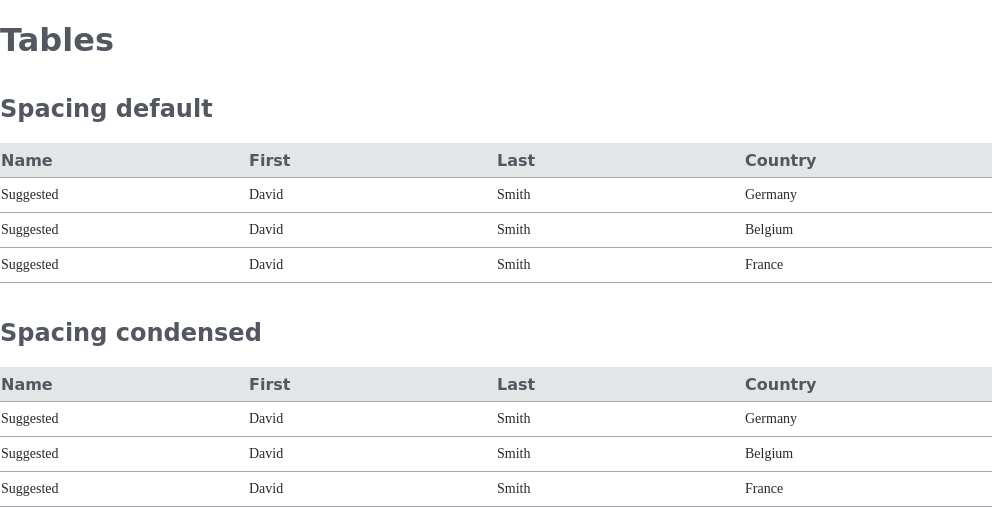 Tables
Spacing default
Name First Last Country
Suggested David Smith Germany
Suggested David Smith Belgium
Suggested David Smith France
Spacing condensed
Name First Last Country
Suggested David Smith Germany
Suggested David Smith Belgium
Suggested David Smith France